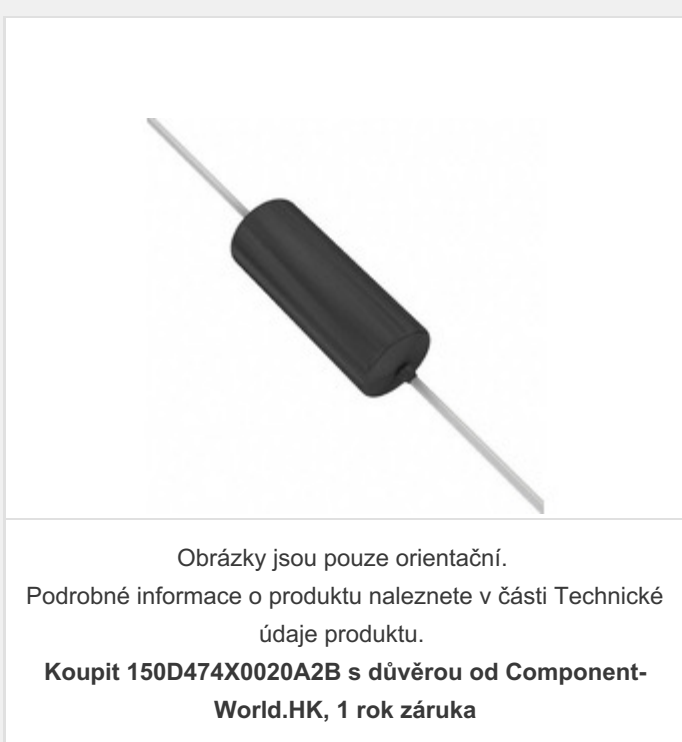 Obrázky jsou pouze orientační.
Podrobné informace o produktu naleznete v části Technické
údaje produktu.
Koupit 150D474X0020A2B s důvěrou od Component-
World.HK, 1 rok záruka